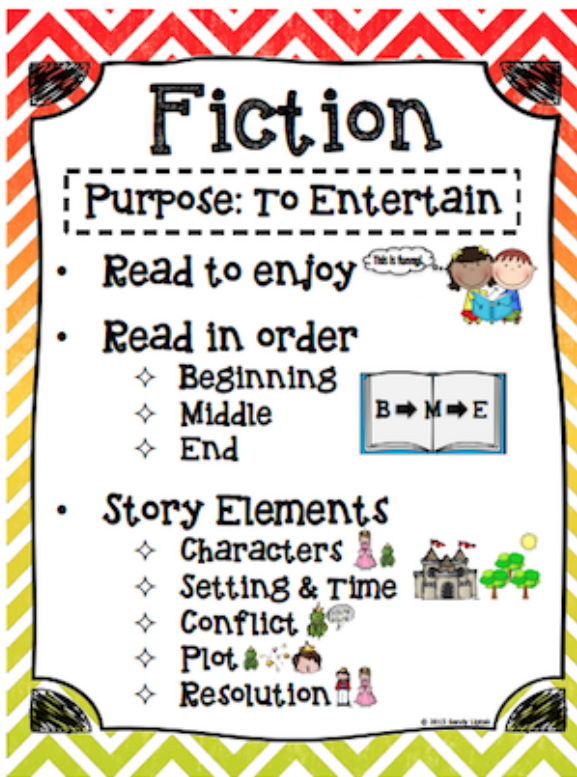 Fiction
Purpose: To Entertain
• Read to enjoy
This is funny!
• Read in order
✧ Beginning
✧ Middle
✧ End
B ➡ M ➡ E
• Story Elements
✧ Characters
✧ Setting & Time
✧ Conflict
✧ Plot
✧ Resolution
© 2013